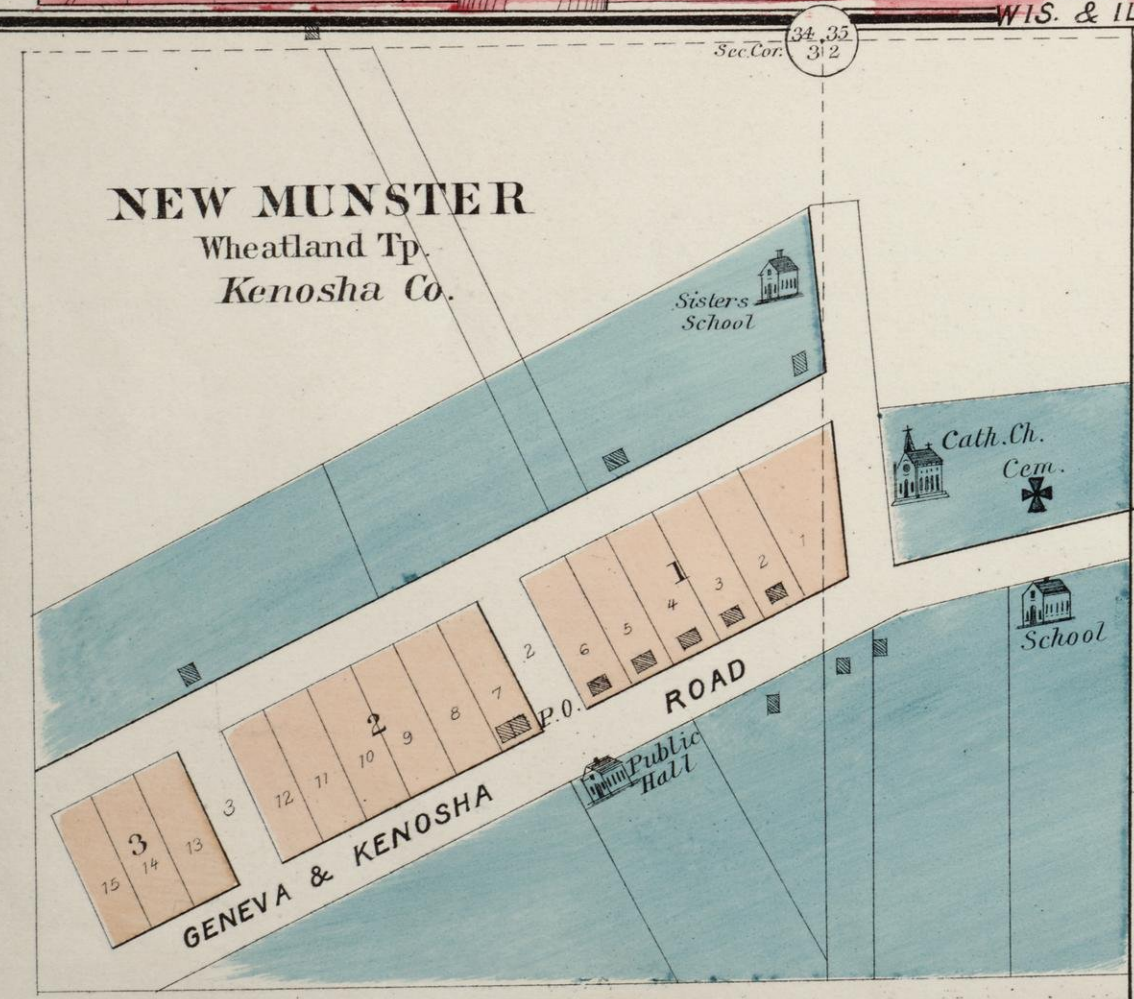 WIS. & IL
34 35
3 2
Sec. Cor.
NEW MUNSTER
Wheatland Tp.
Kenosha Co.
Sisters
School
Cath. Ch.
Cem.
1
1
2
3
4
5
6
2
School
ROAD
P.O.
2
7
8
9
10
11
12
Public
Hall
3
3
13
14
15
GENEVA & KENOSHA